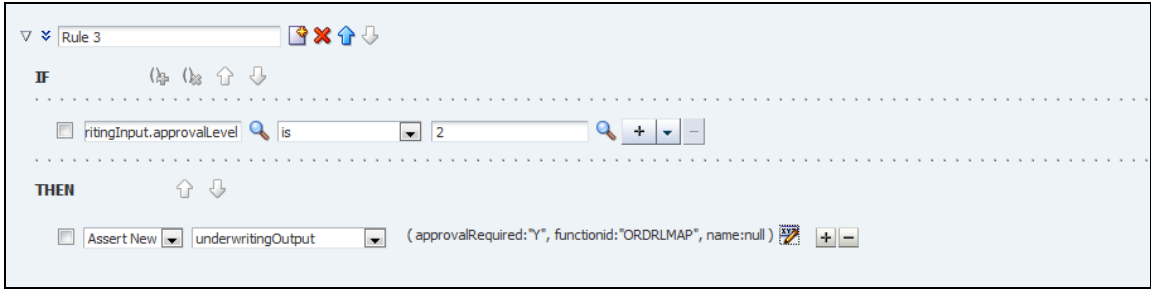 Rule 3
IF
ritingInput.approvalLevel is 2
THEN
Assert New underwritingOutput ( approvalRequired:"Y", functionid:"ORDRLMAP", name:null )